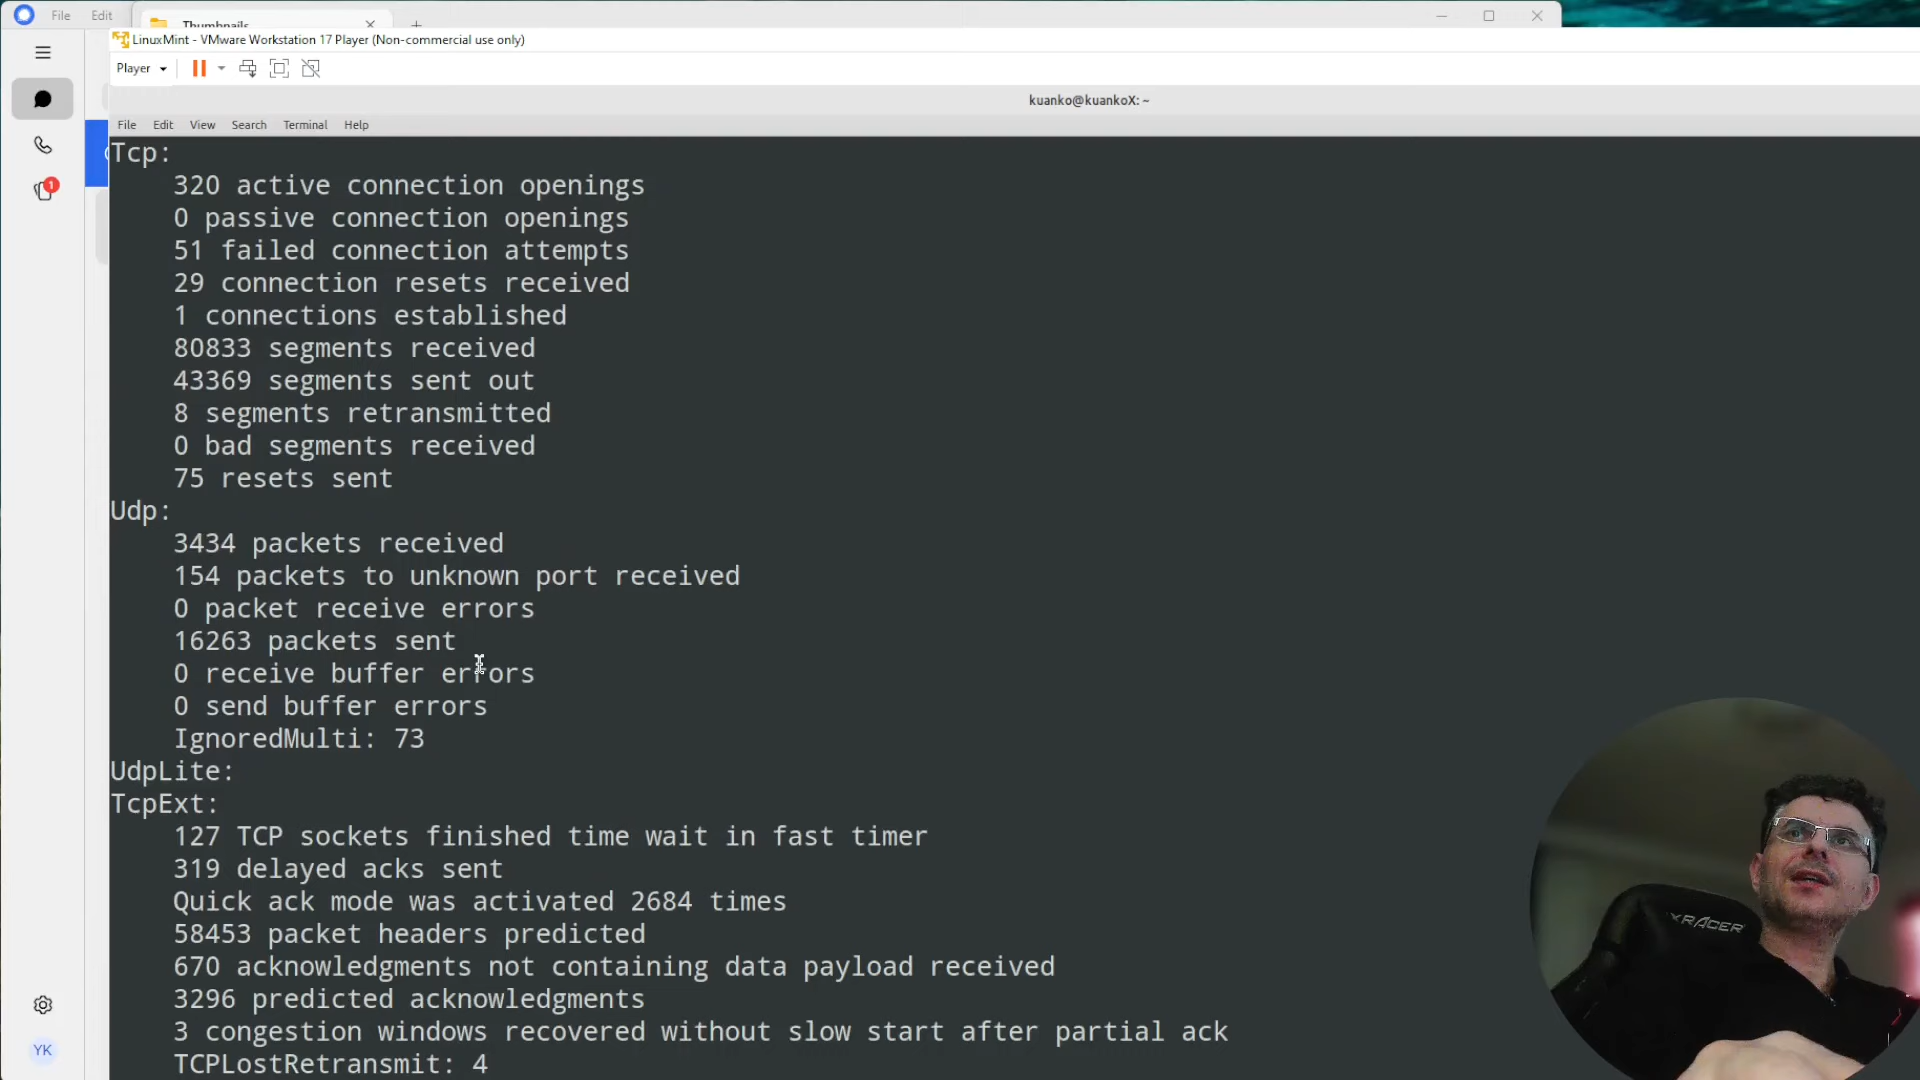 File Edit
Thumbnails
LinuxMint - VMware Workstation 17 Player (Non-commercial use only)
Player
kuanko@kuankoX: ~
File Edit View Search Terminal Help
1
Tcp:
320 active connection openings
0 passive connection openings
51 failed connection attempts
29 connection resets received
1 connections established
80833 segments received
43369 segments sent out
8 segments retransmitted
0 bad segments received
75 resets sent
Udp:
3434 packets received
154 packets to unknown port received
0 packet receive errors
16263 packets sent
0 receive buffer errors
0 send buffer errors
IgnoredMulti: 73
UdpLite:
TcpExt:
127 TCP sockets finished time wait in fast timer
319 delayed acks sent
Quick ack mode was activated 2684 times
58453 packet headers predicted
670 acknowledgments not containing data payload received
3296 predicted acknowledgments
3 congestion windows recovered without slow start after partial ack
TCPLostRetransmit: 4
YK
XRACER